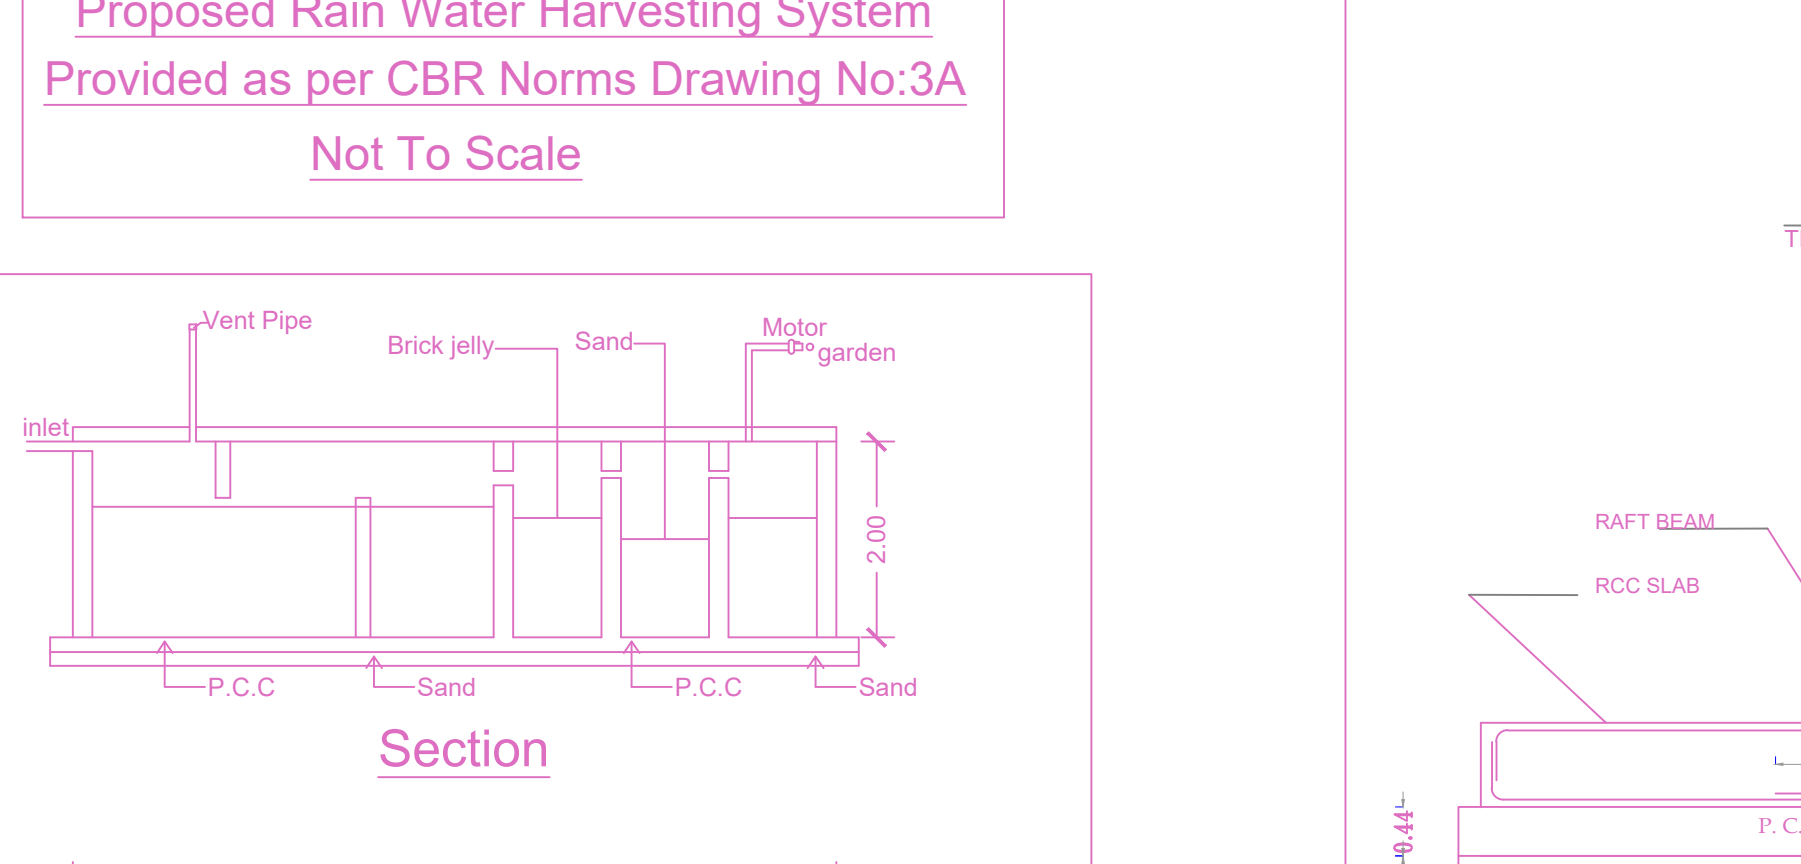 Proposed Rain Water Harvesting System
Provided as per CBR Norms Drawing No:3A
Not To Scale
Vent Pipe
Brick jelly
Sand
Motor
garden
inlet
2.00
P.C.C
Sand
P.C.C
Sand
Section
RAFT BEAM
RCC SLAB
0.44
P. C.